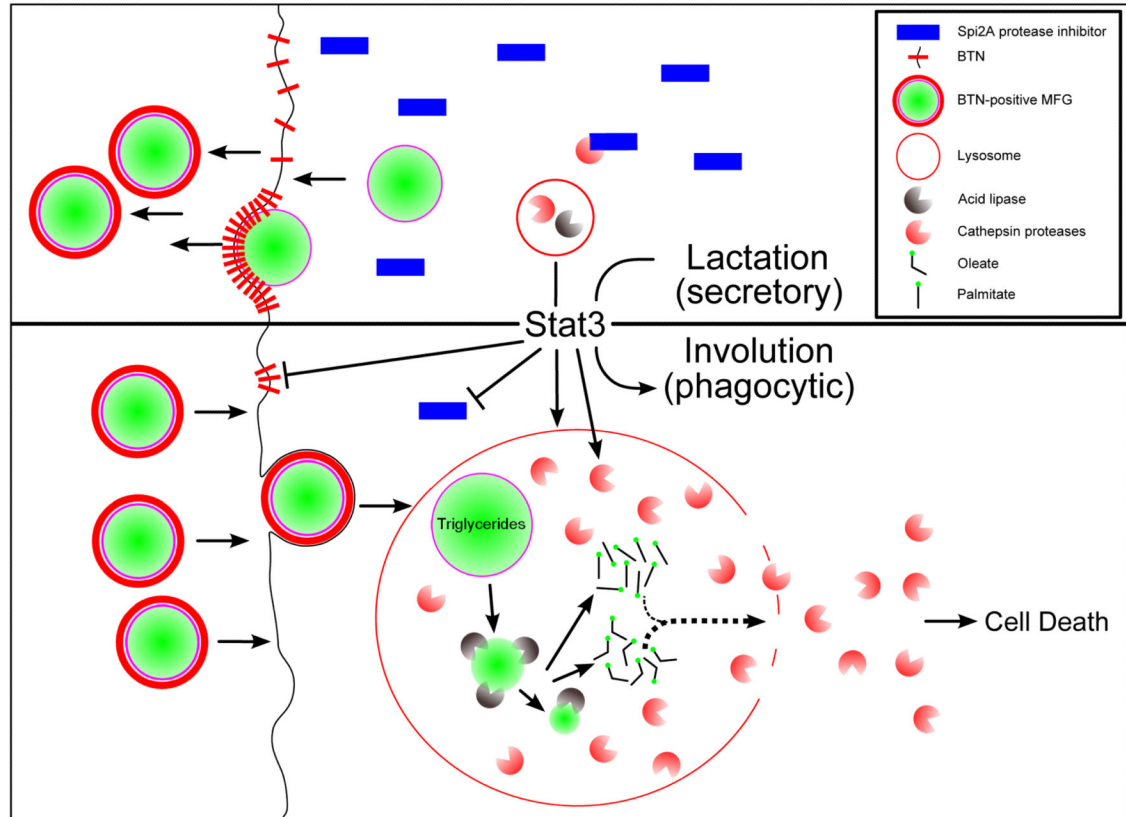 Spi2A protease inhibitor
BTN
BTN-positive MFG
Lysosome
Acid lipase
Cathepsin proteases
Oleate
Palmitate
Lactation
(secretory)
Stat3
Involution
(phagocytic)
Triglycerides
Cell Death